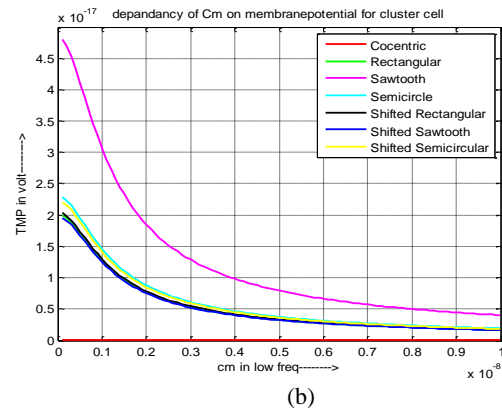 x 10^-17
depandancy of Cm on membranepotential for cluster cell
Cocentric
Rectangular
Sawtooth
Semicircle
Shifted Rectangular
Shifted Sawtooth
Shifted Semicircular
4.5
4
3.5
3
2.5
2
1.5
1
0.5
0
TMP in volt-------->
0 0.1 0.2 0.3 0.4 0.5 0.6 0.7 0.8 0.9 1
x 10^-8
cm in low freq-------->
(b)